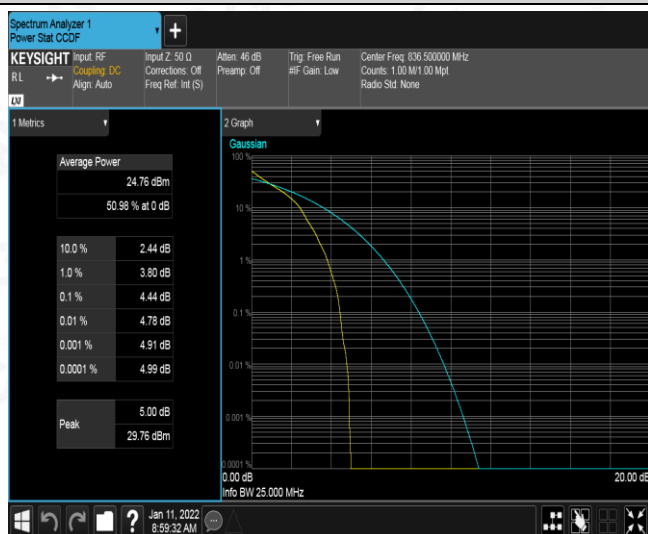 Spectrum Analyzer 1
Power Stat CCDF
+
KEYSIGHT
RL
LXI
Input: RF
Coupling: DC
Align: Auto
Input Z: 50 Ω
Corrections: Off
Freq Ref: Int (S)
Atten: 46 dB
Preamp: Off
Trig: Free Run
#IF Gain: Low
Center Freq: 836.500000 MHz
Counts: 1.00 M/1.00 Mpt
Radio Std: None
1 Metrics
Average Power
24.76 dBm
50.98 % at 0 dB
10.0 % 2.44 dB
1.0 % 3.80 dB
0.1 % 4.44 dB
0.01 % 4.78 dB
0.001 % 4.91 dB
0.0001 % 4.99 dB
Peak 5.00 dB
29.76 dBm
2 Graph
Gaussian
100 %
10 %
1 %
0.1 %
0.01 %
0.001 %
0.0001 %
0.00 dB 20.00 dB
Info BW 25.000 MHz
? Jan 11, 2022
8:59:32 AM